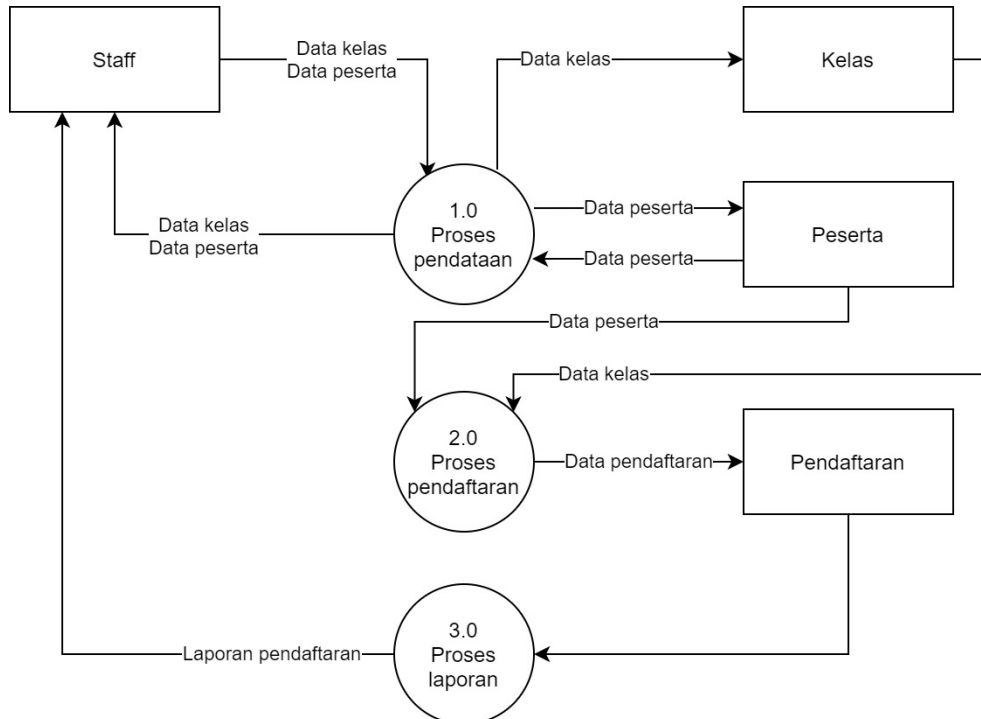 Staff
Data kelas
Data peserta
Data kelas
Kelas
Data kelas
Data peserta
1.0
Proses
pendataan
Data peserta
Data peserta
Peserta
Data peserta
Data kelas
2.0
Proses
pendaftaran
Data pendaftaran
Pendaftaran
Laporan pendaftaran
3.0
Proses
laporan